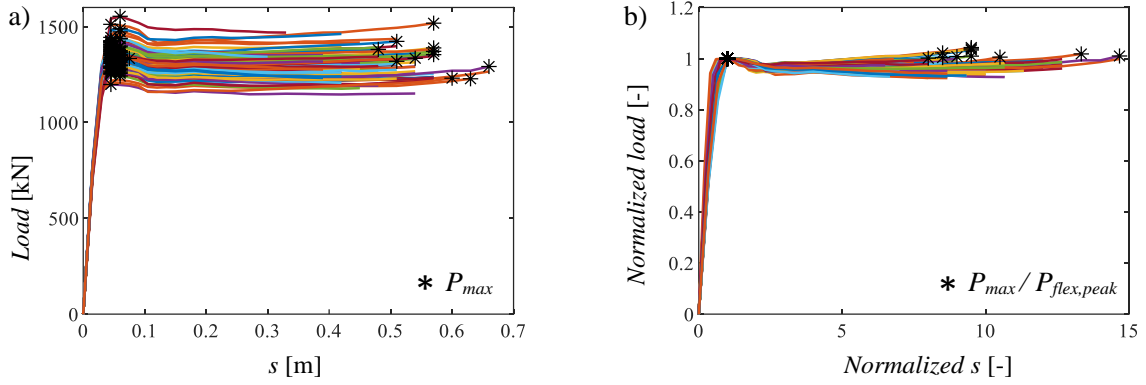 a)
Load [kN]
1500
1000
500
0
0 0.1 0.2 0.3 0.4 0.5 0.6 0.7
s [m]
* P_max
b)
Normalized load [-]
1.2
1.0
0.8
0.6
0.4
0.2
0
0 5 10 15
Normalized s [-]
* P_max / P_flex,peak